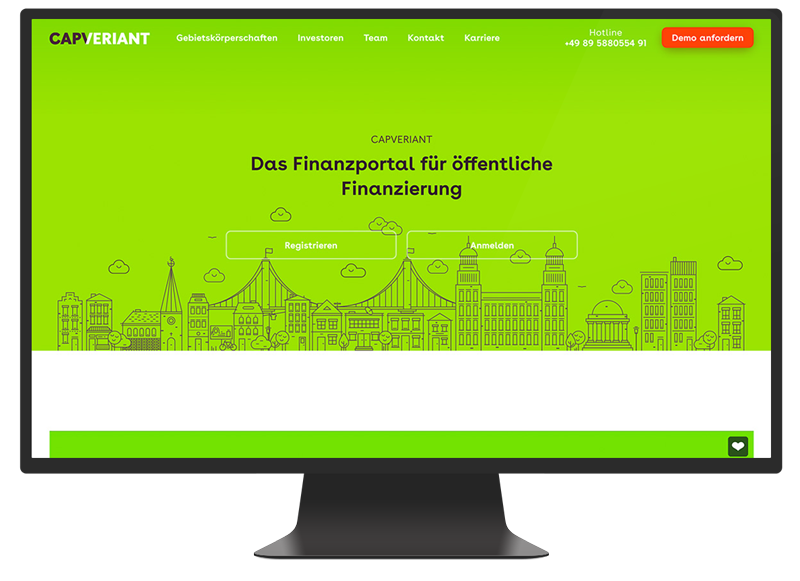 CAPVERIANT
Gebietskörperschaften
Investoren
Team
Kontakt
Karriere
Hotline
+49 89 5880554 91
Demo anfordern
CAPVERIANT
Das Finanzportal für öffentliche
Finanzierung
Registrieren
Anmelden